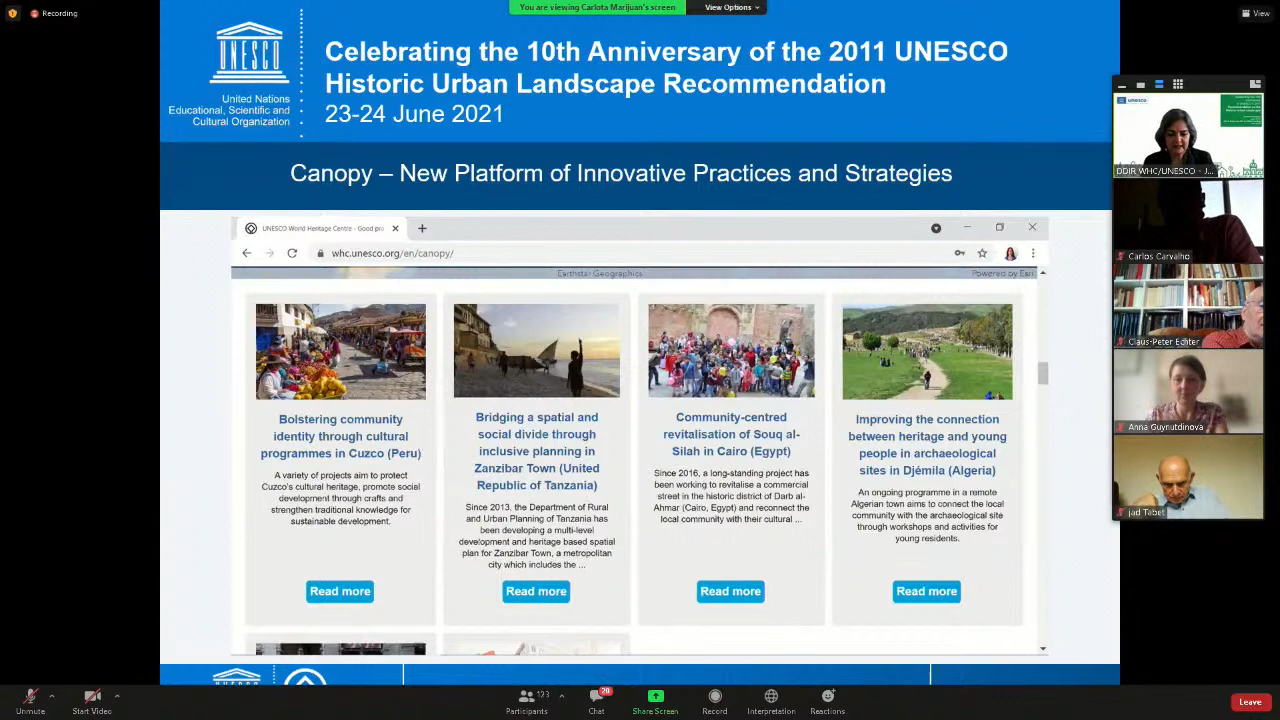 Recording
You are viewing Carlota Marijuan's screen
View Options
View
UNESCO
United Nations
Educational, Scientific and
Cultural Organization
Celebrating the 10th Anniversary of the 2011 UNESCO
Historic Urban Landscape Recommendation
23-24 June 2021
Canopy – New Platform of Innovative Practices and Strategies
UNESCO World Heritage Centre - Good pro
whc.unesco.org/en/canopy/
Earthstar Geographics
Powered by Esri
Bolstering community
identity through cultural
programmes in Cuzco (Peru)
A variety of projects aim to protect
Cuzco's cultural heritage, promote social
development through crafts and
strengthen traditional knowledge for
sustainable development.
Read more
Bridging a spatial and
social divide through
inclusive planning in
Zanzibar Town (United
Republic of Tanzania)
Since 2013, the Department of Rural
and Urban Planning of Tanzania has
been developing a multi-level
development and heritage based spatial
plan for Zanzibar Town, a metropolitan
city which includes the ...
Read more
Community-centred
revitalisation of Souq al-
Silah in Cairo (Egypt)
Since 2016, a long-standing project has
been working to revitalise a commercial
street in the historic district of Darb al-
Ahmar (Cairo, Egypt) and reconnect the
local community with their cultural ...
Read more
Improving the connection
between heritage and young
people in archaeological
sites in Djémila (Algeria)
An ongoing programme in a remote
Algerian town aims to connect the local
community with the archaeological site
through workshops and activities for
young residents.
Read more
unesco
DDIR WHC/UNESCO - J...
Carlos Carvalho
Claus-Peter Echter
Anna Guynutdinova
jad Tabet
UNESCO
Unmute
Start Video
123
Participants
20
Chat
Share Screen
Record
Interpretation
Reactions
Leave